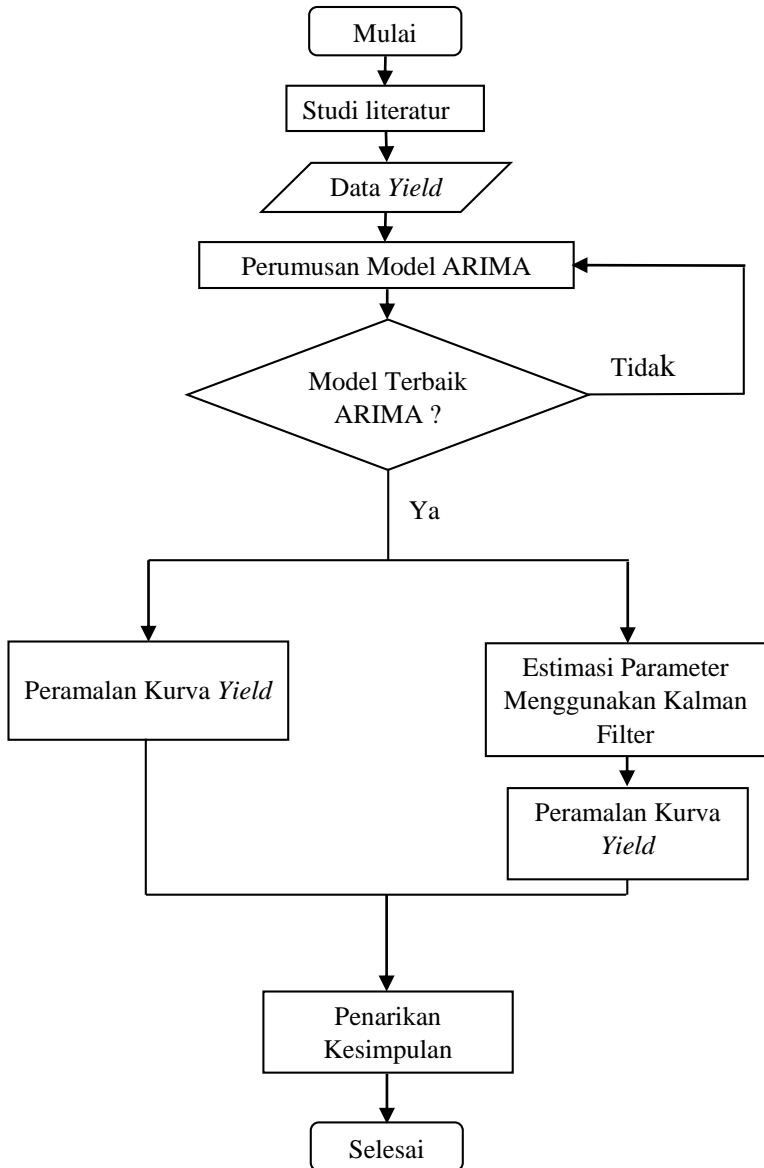 Mulai
Studi literatur
Data Yield
Perumusan Model ARIMA
Model Terbaik
ARIMA ?
Tidak
Ya
Peramalan Kurva Yield
Estimasi Parameter
Menggunakan Kalman
Filter
Peramalan Kurva
Yield
Penarikan
Kesimpulan
Selesai